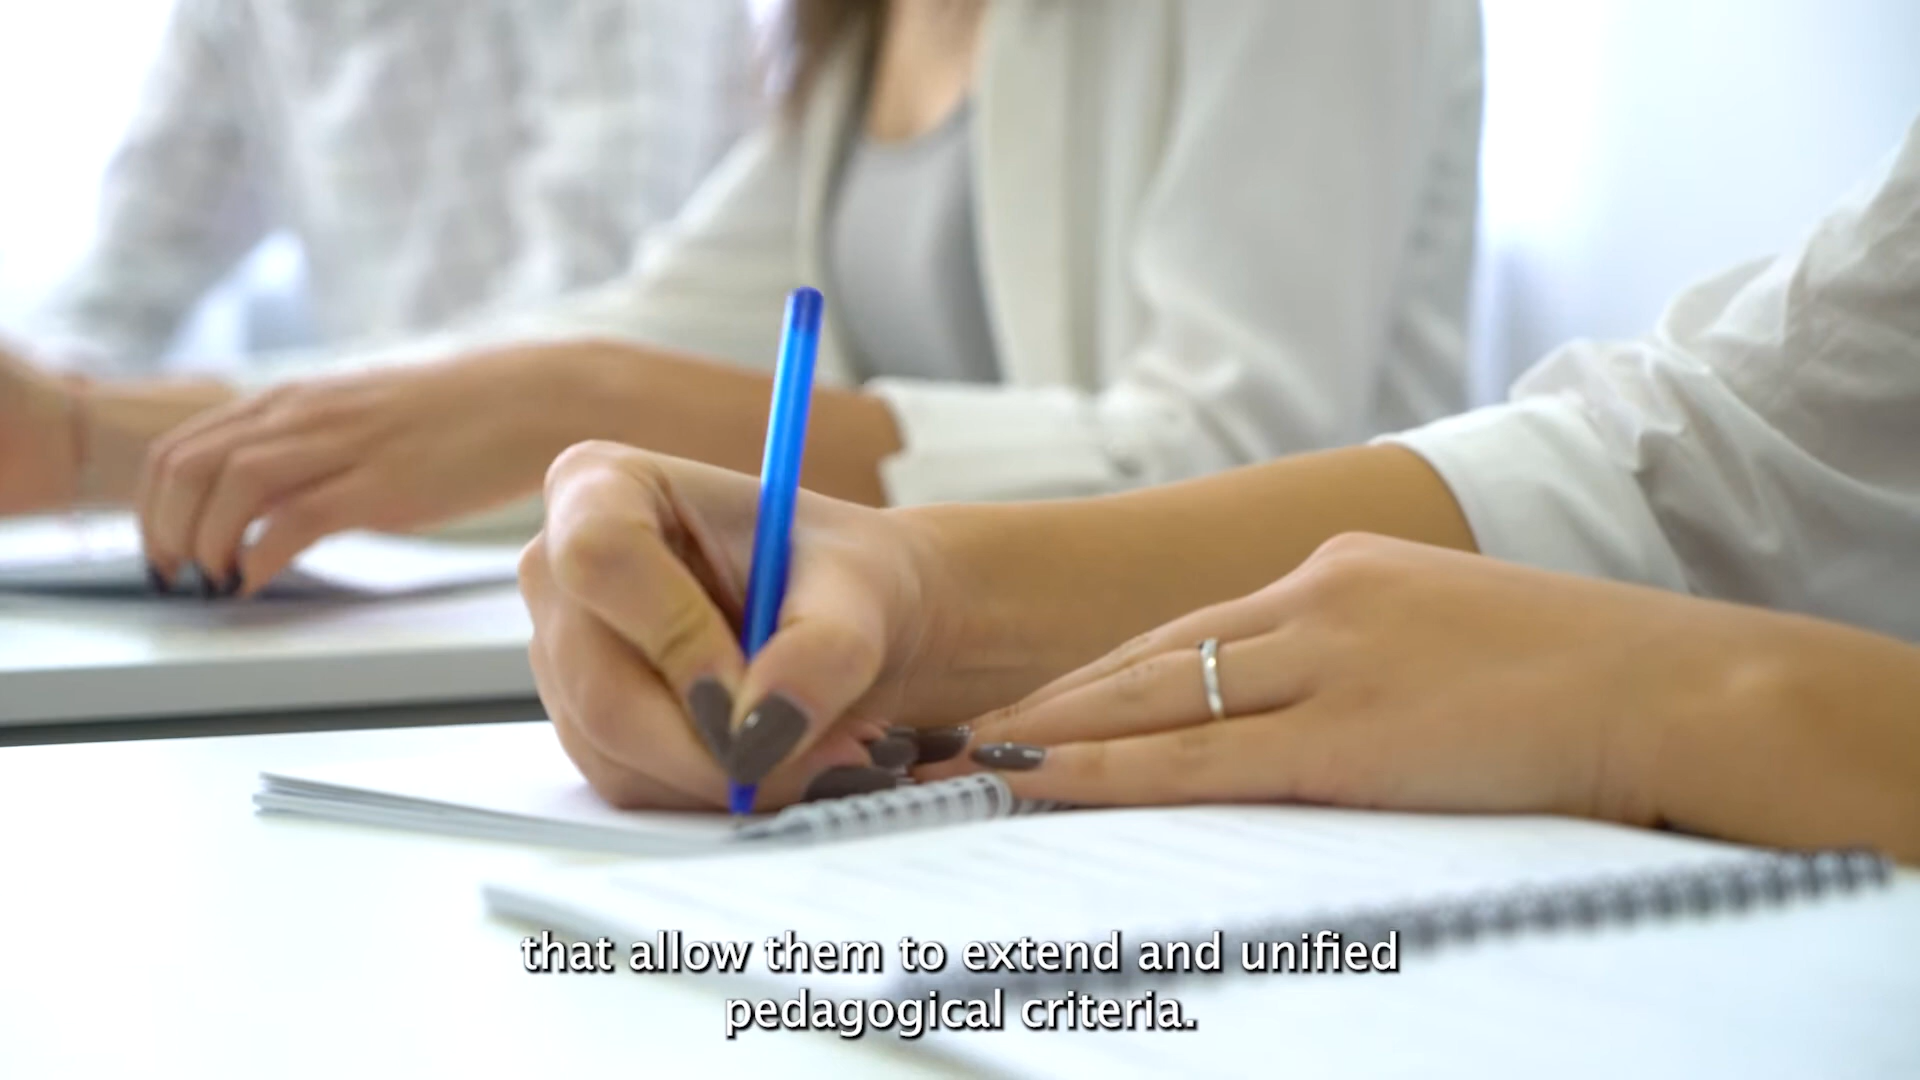 that allow them to extend and unified
pedagogical criteria.